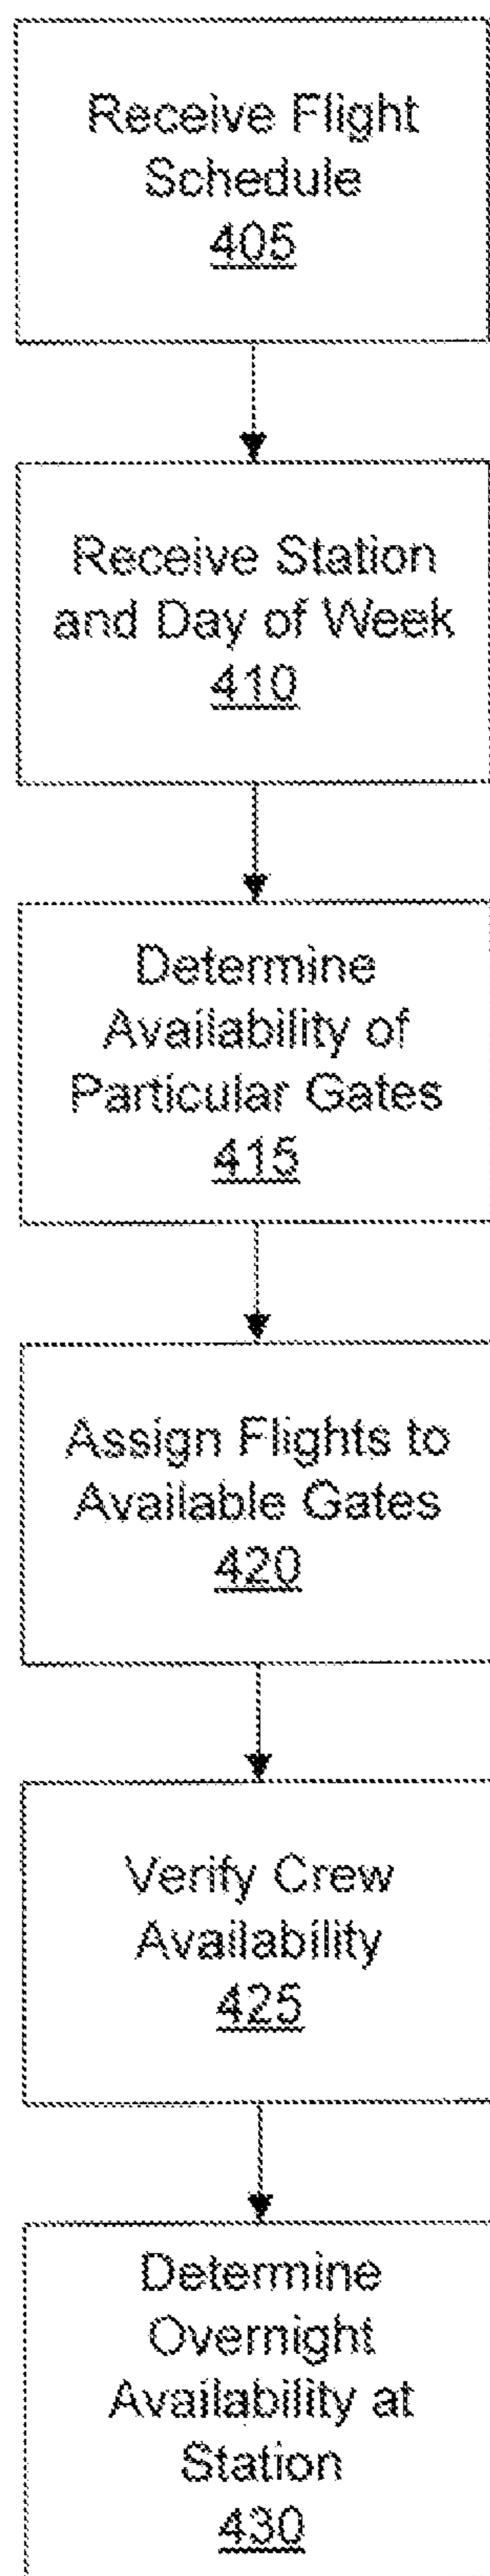 Receive Flight
Schedule
405
Receive Station
and Day of Week
410
Determine
Availability of
Particular Gates
415
Assign Flights to
Available Gates
420
Verify Crew
Availability
425
Determine
Overnight
Availability at
Station
430